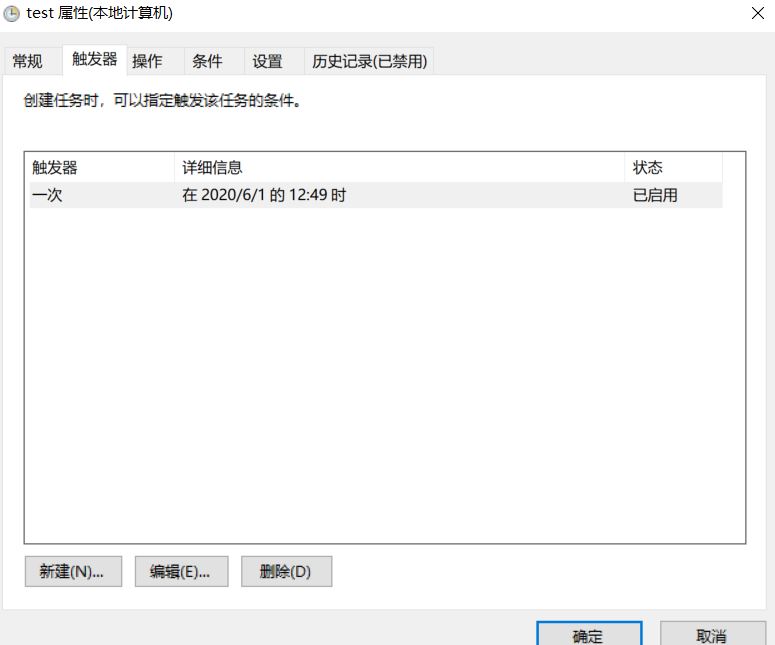 test 属性(本地计算机)
常规 触发器 操作 条件 设置 历史记录(已禁用)
创建任务时，可以指定触发该任务的条件。
触发器 详细信息 状态
一次 在 2020/6/1 的 12:49 时 已启用
新建(N)... 编辑(E)... 删除(D)
确定 取消